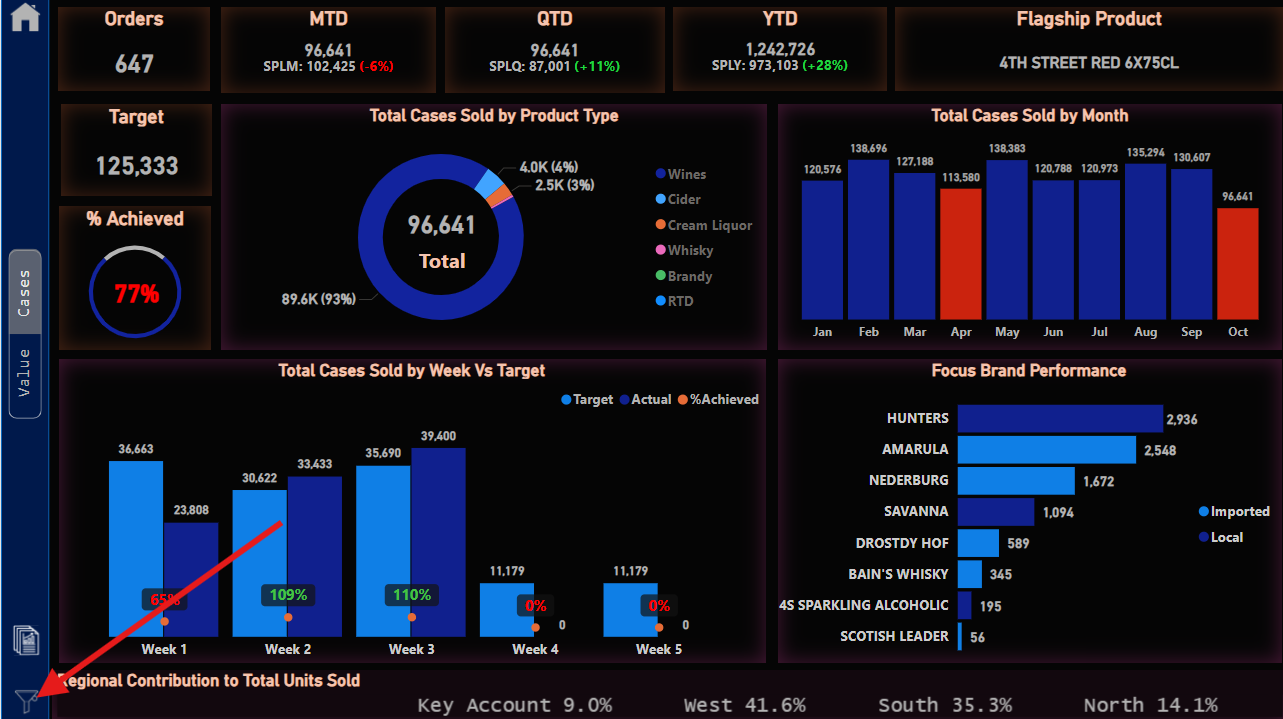 Orders
647
MTD
96,641
SPLM: 102,425 (-6%)
QTD
96,641
SPLQ: 87,001 (+11%)
YTD
1,242,726
SPLY: 973,103 (+28%)
Flagship Product
4TH STREET RED 6X75CL
Target
125,333
% Achieved
77%
Cases
Value
Total Cases Sold by Product Type
4.0K (4%)
2.5K (3%)
96,641
Total
89.6K (93%)
Wines
Cider
Cream Liquor
Whisky
Brandy
RTD
Total Cases Sold by Month
120,576
138,696
127,188
113,580
138,383
120,788
120,973
135,294
130,607
96,641
Jan Feb Mar Apr May Jun Jul Aug Sep Oct
Total Cases Sold by Week Vs Target
Target Actual %Achieved
36,663
23,808
65%
30,622
33,433
109%
35,690
39,400
110%
11,179
0%
0
11,179
0%
0
Week 1 Week 2 Week 3 Week 4 Week 5
Focus Brand Performance
HUNTERS 2,936
AMARULA 2,548
NEDERBURG 1,672
SAVANNA 1,094
DROSTDY HOF 589
BAIN'S WHISKY 345
4S SPARKLING ALCOHOLIC 195
SCOTISH LEADER 56
Imported
Local
Regional Contribution to Total Units Sold
Key Account 9.0% West 41.6% South 35.3% North 14.1%